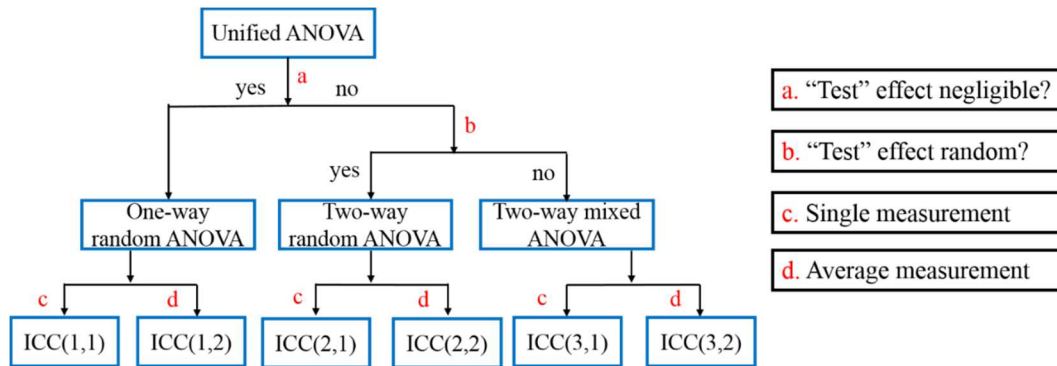 Unified ANOVA
a
yes
no
b
yes
no
One-way
random ANOVA
Two-way
random ANOVA
Two-way mixed
ANOVA
c
d
c
d
c
d
ICC(1,1)
ICC(1,2)
ICC(2,1)
ICC(2,2)
ICC(3,1)
ICC(3,2)
a. “Test” effect negligible?
b. “Test” effect random?
c. Single measurement
d. Average measurement